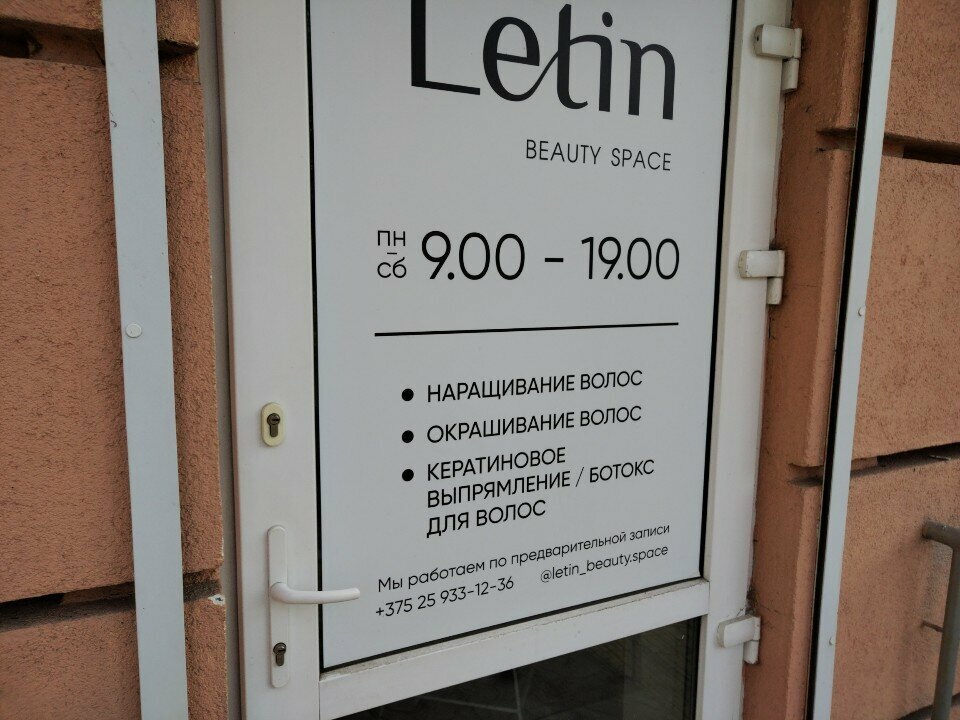 Letin
BEAUTY SPACE
ПН – СБ 9.00 – 19.00
• НАРАЩИВАНИЕ ВОЛОС
• ОКРАШИВАНИЕ ВОЛОС
• КЕРАТИНОВОЕ
ВЫПРЯМЛЕНИЕ / БОТОКС
ДЛЯ ВОЛОС
Мы работаем по предварительной записи
+375 25 933-12-36 @letin_beauty.space